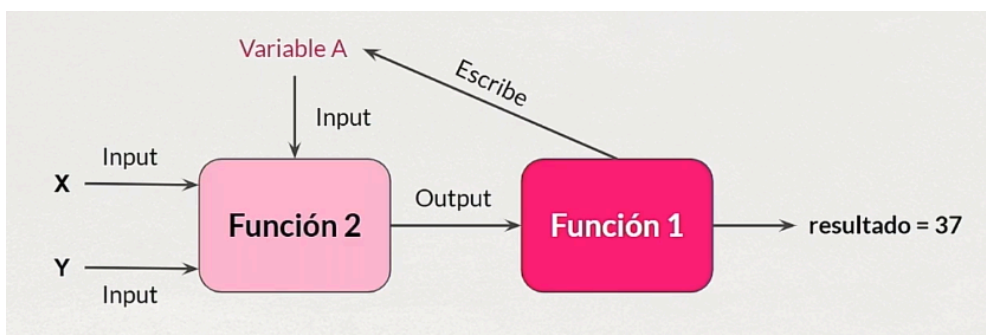 Variable A
Escribe
Input
Input
X
Output
Función 2
Función 1
resultado = 37
Y
Input